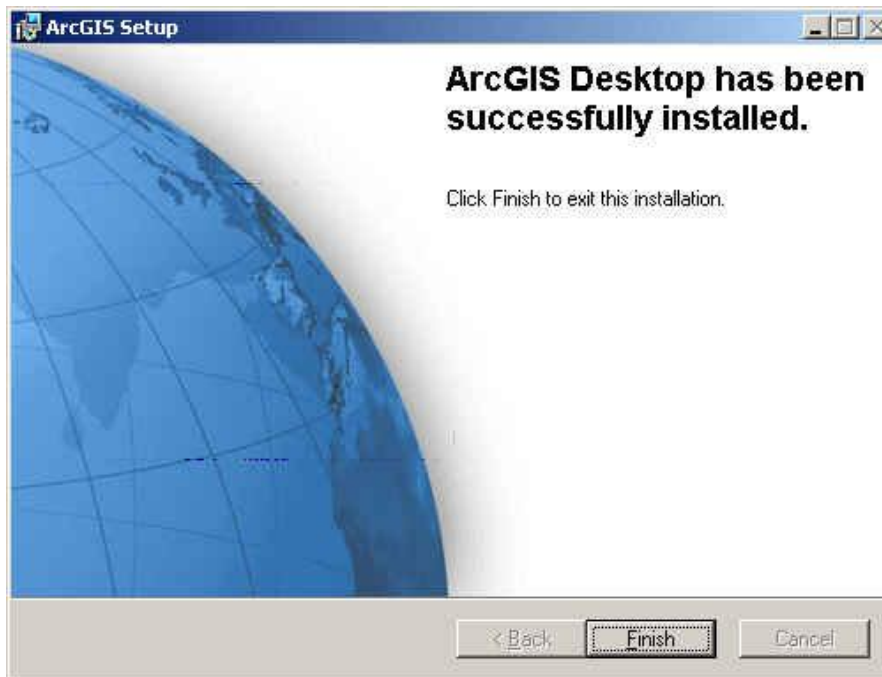 ArcGIS Setup
ArcGIS Desktop has been
successfully installed.
Click Finish to exit this installation.
< Back
Finish
Cancel